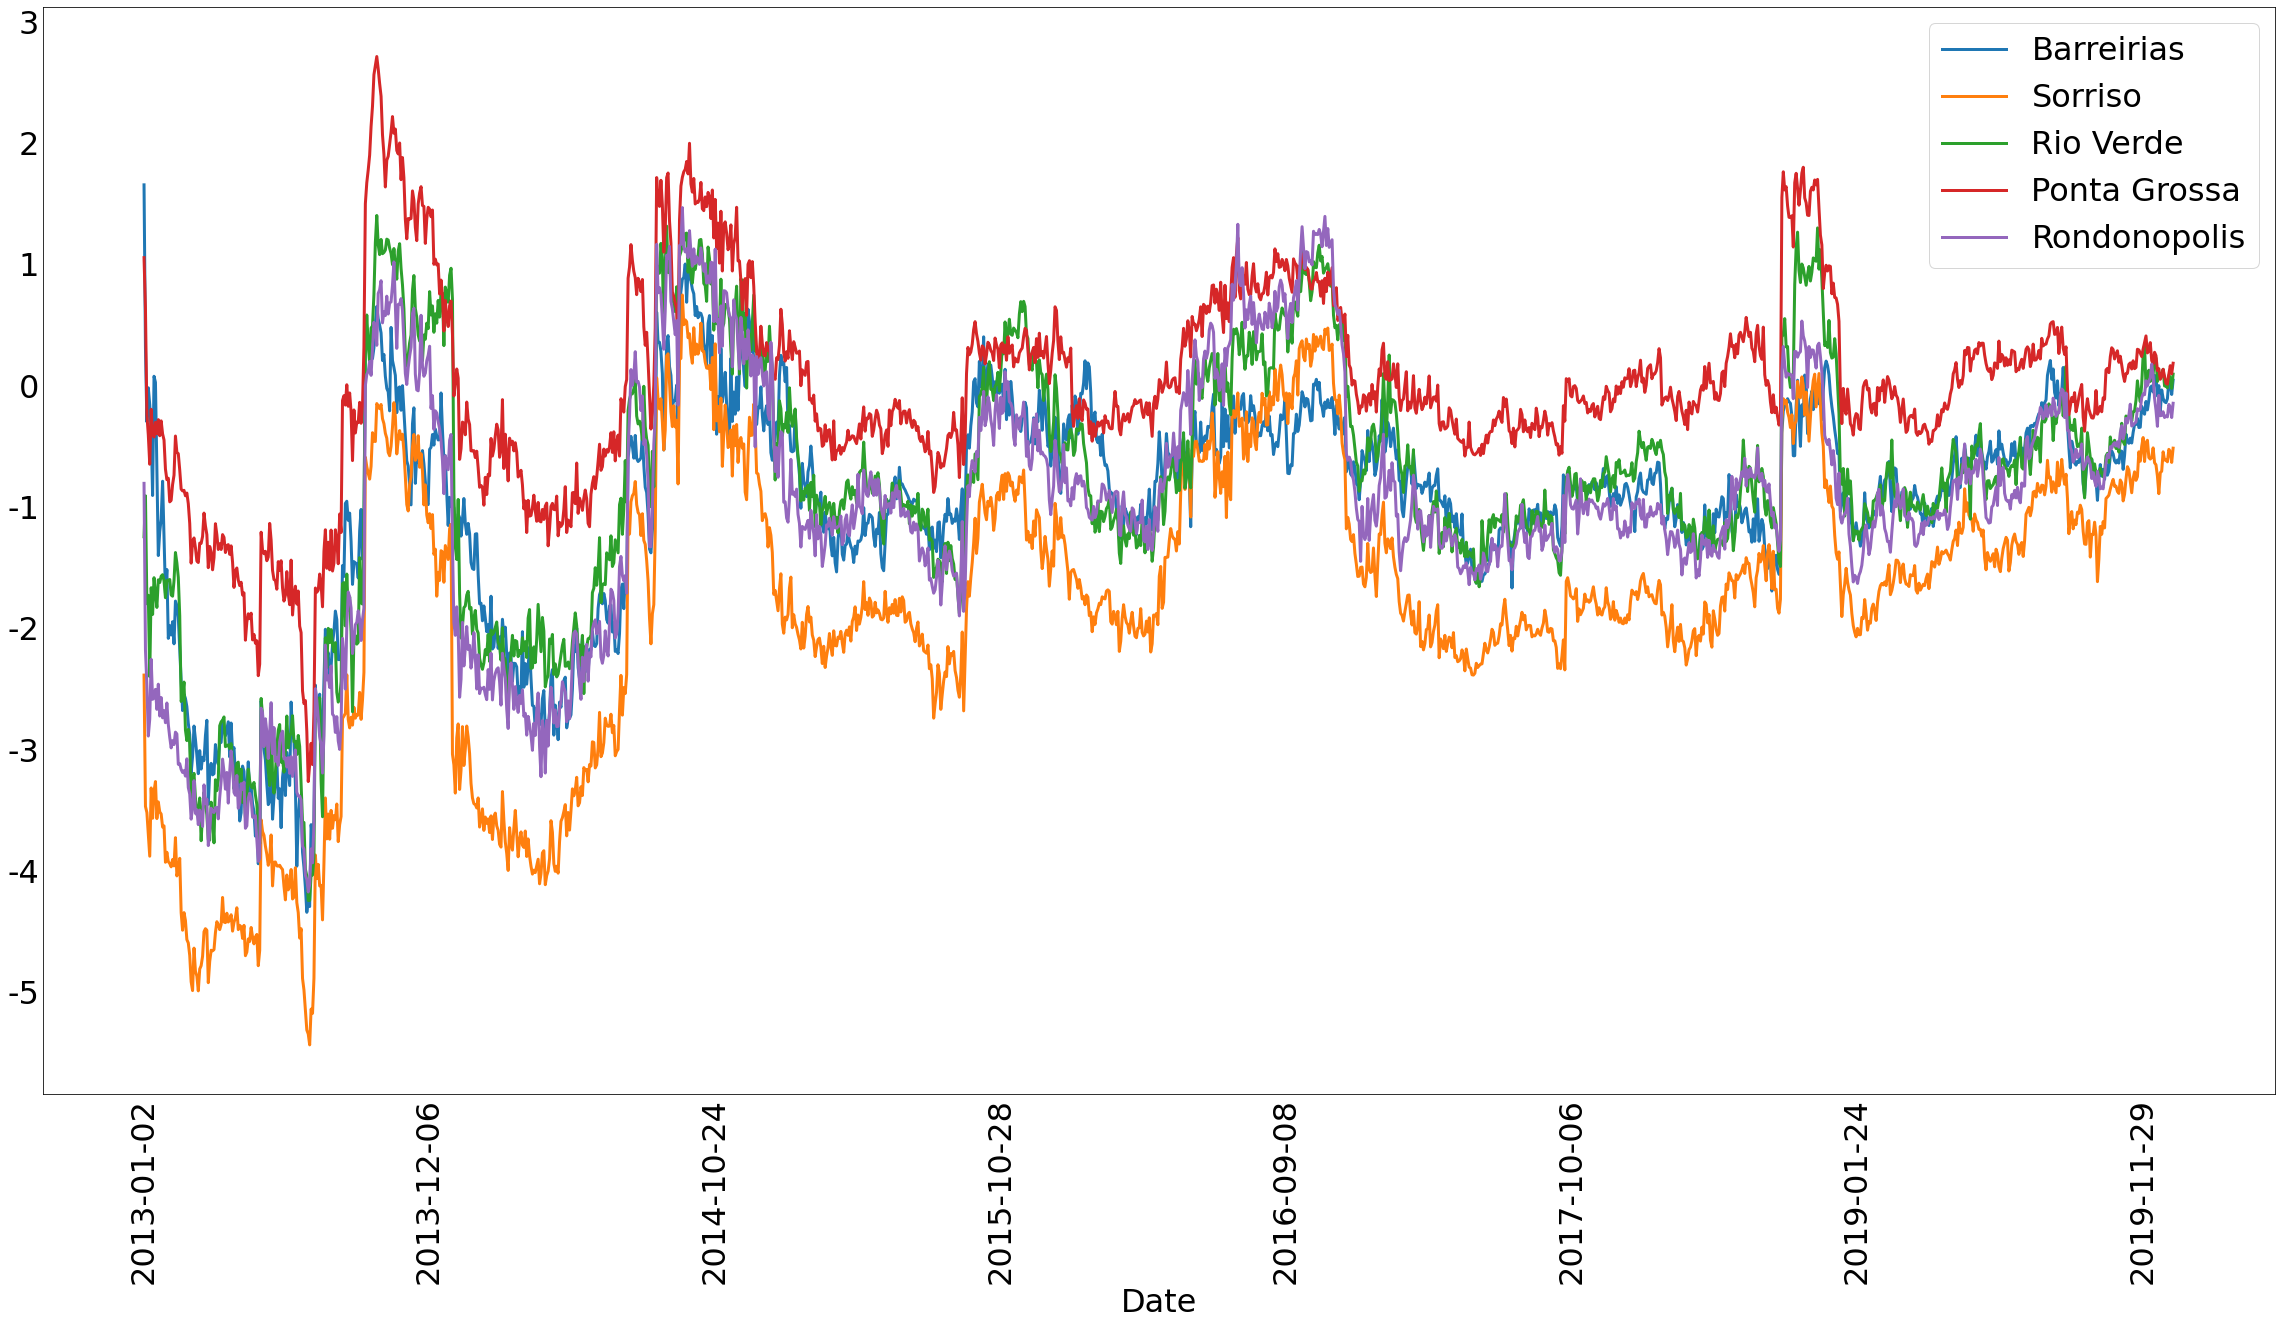 3
2
1
0
-1
-2
-3
-4
-5
Barreirias
Sorriso
Rio Verde
Ponta Grossa
Rondonopolis
2013-01-02
2013-12-06
2014-10-24
2015-10-28
2016-09-08
2017-10-06
2019-01-24
2019-11-29
Date